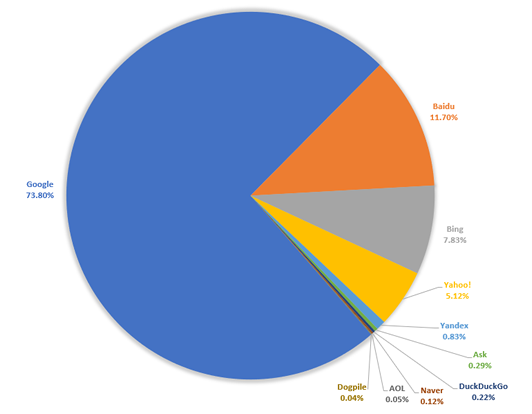 Google
73.80%
Baidu
11.70%
Bing
7.83%
Yahoo!
5.12%
Yandex
0.83%
Ask
0.29%
DuckDuckGo
0.22%
Naver
0.12%
AOL
0.05%
Dogpile
0.04%